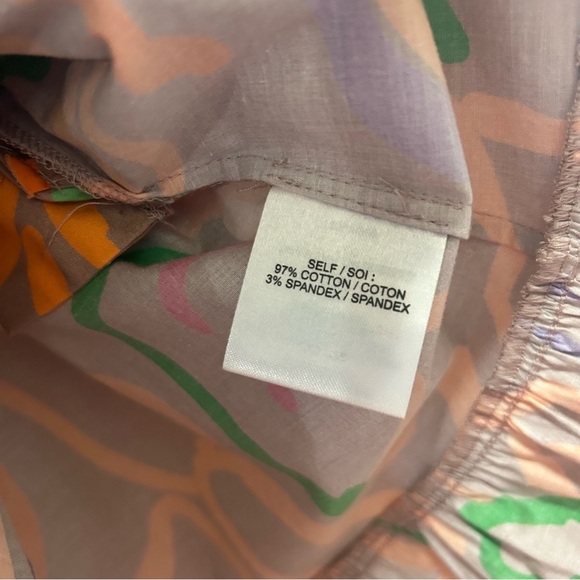 SELF / SOI :
97% COTTON / COTON
3% SPANDEX / SPANDEX